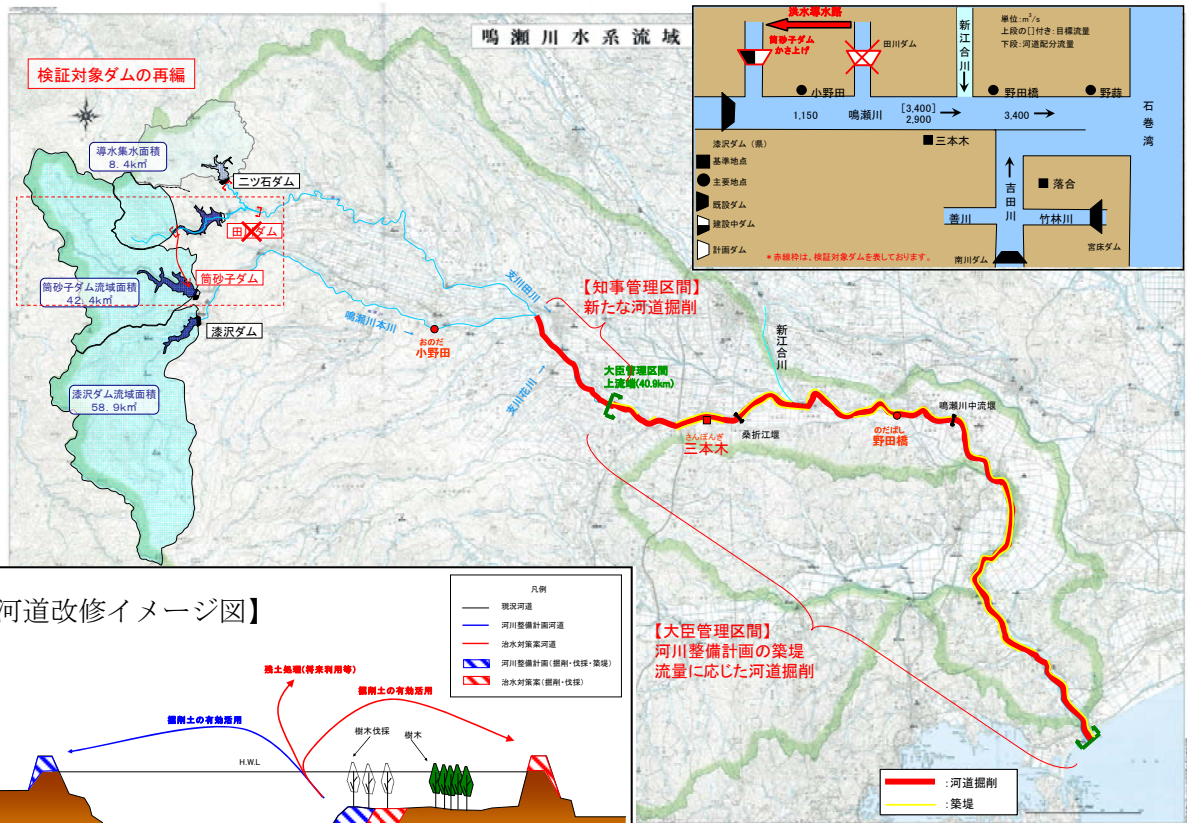 鳴瀬川水系流域
検証対象ダムの再編
導水集水面積
8.4km²
二ツ石ダム
田川ダム
筒砂子ダム
筒砂子ダム流域面積
42.4km²
漆沢ダム
漆沢ダム流域面積
58.9km²
支川田川
鳴瀬川本川 →
おのだ
小野田
支川花川
【知事管理区間】
新たな河道掘削
大臣管理区間
上流端(40.9km)
新江合川
さんぼんぎ
三本木
桑折江堰
のだばし
野田橋
鳴瀬川中流堰
【大臣管理区間】
河川整備計画の築堤
流量に応じた河道掘削
:河道掘削
:築堤
洪水導水路
筒砂子ダム
かさ上げ
田川ダム
新江合川
単位:m³/s
上段の[]付き:目標流量
下段:河道配分流量
小野田
野田橋
野蒜
石巻湾
1,150
鳴瀬川
[3,400]
2,900
3,400
漆沢ダム(県)
三本木
基準地点
主要地点
既設ダム
建設中ダム
計画ダム
吉田川
落合
善川
竹林川
宮床ダム
南川ダム
*赤線枠は、検証対象ダムを表しております。
河道改修イメージ図】
凡例
現況河道
河川整備計画河道
治水対策案河道
河川整備計画(掘削・伐採・築堤)
治水対策案(掘削・伐採)
残土処理(将来利用等)
掘削土の有効活用
掘削土の有効活用
樹木伐採
樹木
H.W.L